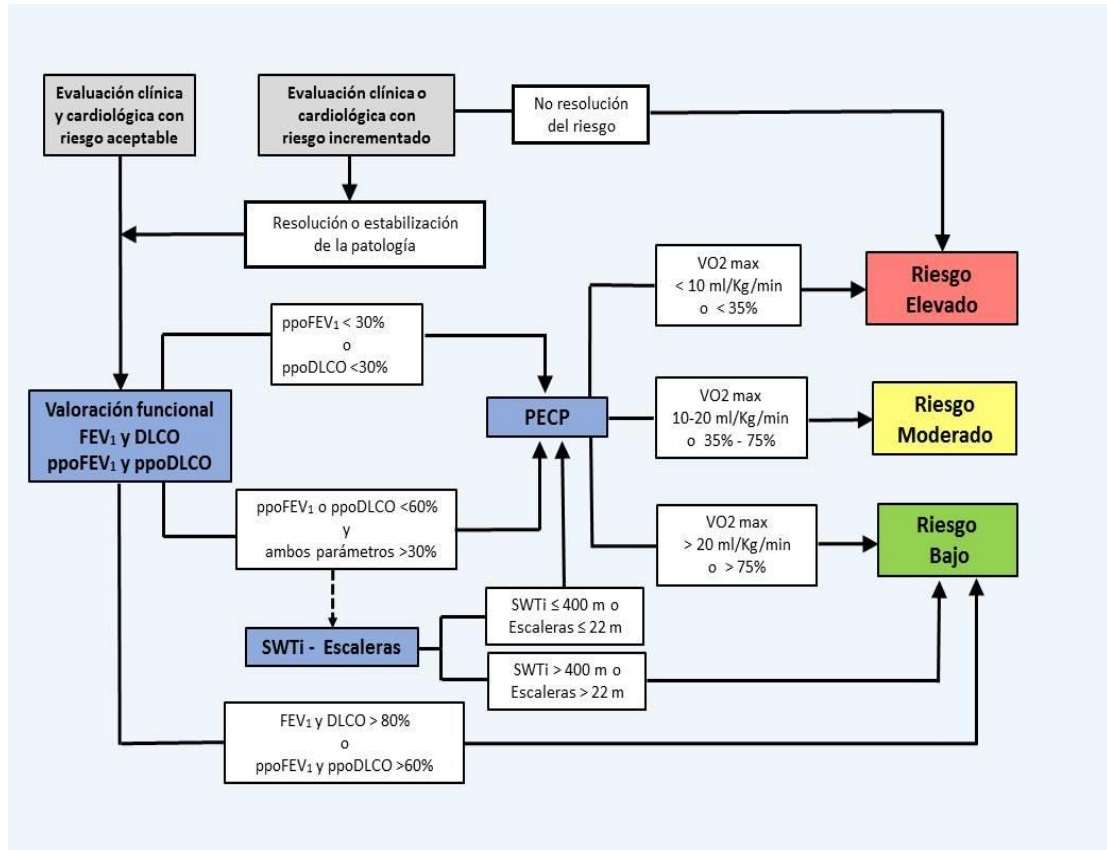 Evaluación clínica
y cardiológica con
riesgo aceptable
Evaluación clínica o
cardiológica con
riesgo incrementado
No resolución
del riesgo
Resolución o estabilización
de la patología
VO2 max
< 10 ml/Kg/min
o < 35%
Riesgo
Elevado
ppoFEV₁ < 30%
o
ppoDLCO <30%
Valoración funcional
FEV₁ y DLCO
ppoFEV₁ y ppoDLCO
PECP
VO2 max
10-20 ml/Kg/min
o 35% - 75%
Riesgo
Moderado
ppoFEV₁ o ppoDLCO <60%
y
ambos parámetros >30%
VO2 max
> 20 ml/Kg/min
o > 75%
Riesgo
Bajo
SWTi - Escaleras
SWTi ≤ 400 m o
Escaleras ≤ 22 m
SWTi > 400 m o
Escaleras > 22 m
FEV₁ y DLCO > 80%
o
ppoFEV₁ y ppoDLCO >60%